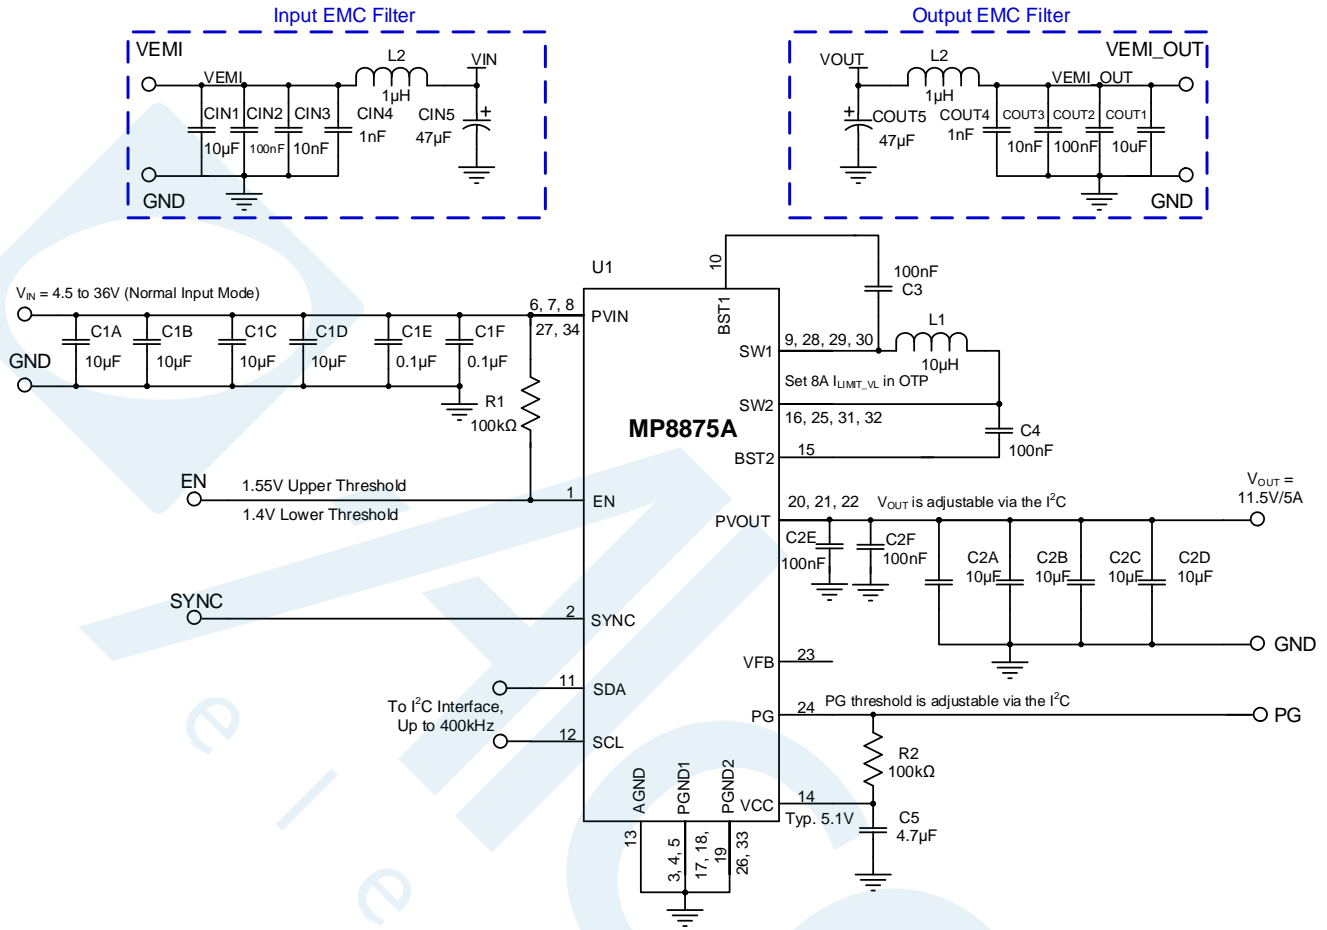 Input EMC Filter
Output EMC Filter
VEMI
VEMI
L2
1µH
VIN
CIN1
10µF
CIN2
100nF
CIN3
10nF
CIN4
1nF
CIN5
47µF
+
GND
VOUT
L2
1µH
VEMI_OUT
VEMI_OUT
+
COUT5
47µF
COUT4
1nF
COUT3
10nF
COUT2
100nF
COUT1
10uF
GND
U1
10
BST1
100nF
C3
VIN = 4.5 to 36V (Normal Input Mode)
6, 7, 8
27, 34
PVIN
C1A
10µF
C1B
10µF
C1C
10µF
C1D
10µF
C1E
0.1µF
C1F
0.1µF
GND
R1
100kΩ
9, 28, 29, 30
SW1
L1
10µH
Set 8A ILIMIT_VL in OTP
SW2
16, 25, 31, 32
MP8875A
C4
100nF
15
BST2
EN
1.55V Upper Threshold
1.4V Lower Threshold
1
EN
20, 21, 22
VOUT is adjustable via the I²C
VOUT =
11.5V/5A
PVOUT
C2E
100nF
C2F
100nF
C2A
10µF
C2B
10µF
C2C
10µF
C2D
10µF
SYNC
2
SYNC
GND
VFB
23
11
SDA
To I²C Interface,
Up to 400kHz
12
SCL
PG
24
PG threshold is adjustable via the I²C
PG
R2
100kΩ
AGND
PGND1
PGND2
VCC
14
Typ. 5.1V
C5
4.7µF
13
3, 4, 5
17, 18,
19
26, 33
e
l
e